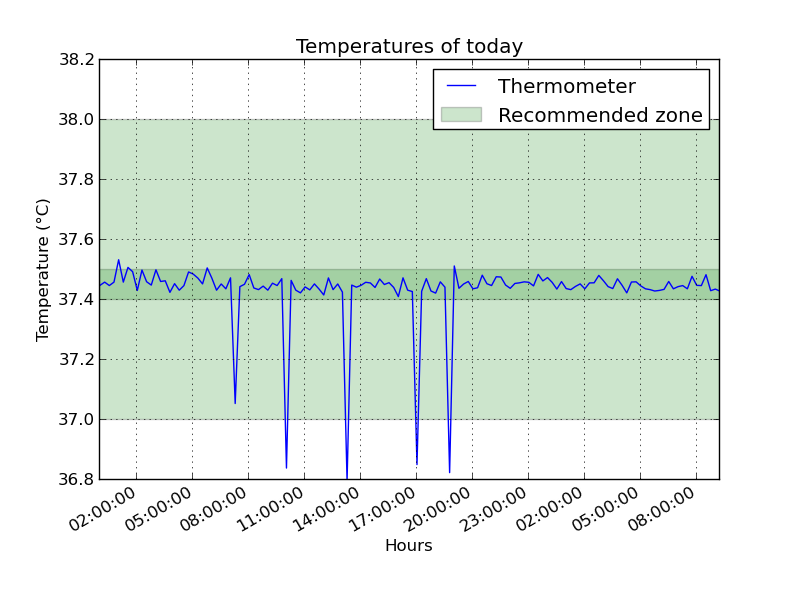 Temperatures of today
38.2
38.0
37.8
37.6
37.4
37.2
37.0
36.8
Temperature (°C)
Thermometer
Recommended zone
02:00:00 05:00:00 08:00:00 11:00:00 14:00:00 17:00:00 20:00:00 23:00:00 02:00:00 05:00:00 08:00:00
Hours